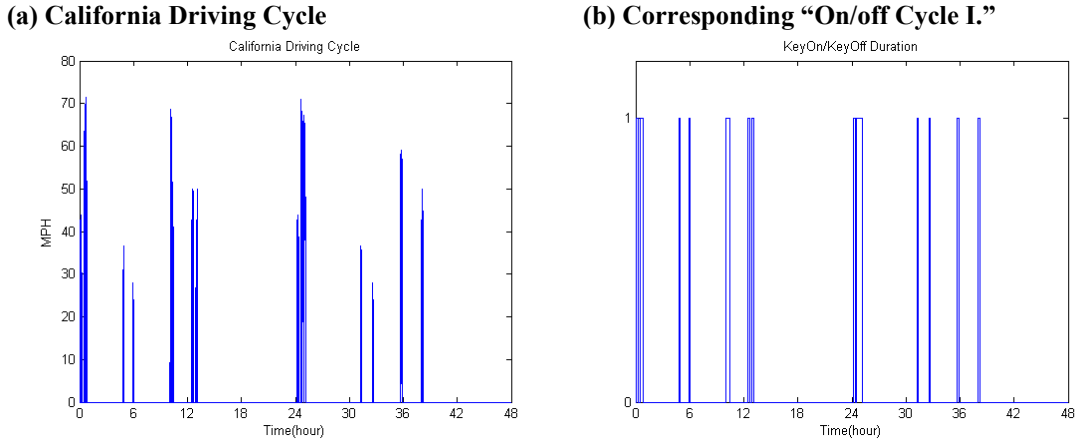 (a) California Driving Cycle
California Driving Cycle
80
70
60
50
40
30
20
10
0
MPH
0 6 12 18 24 30 36 42 48
Time(hour)
(b) Corresponding “On/off Cycle I.”
KeyOn/KeyOff Duration
1
0
0 6 12 18 24 30 36 42 48
Time(hour)